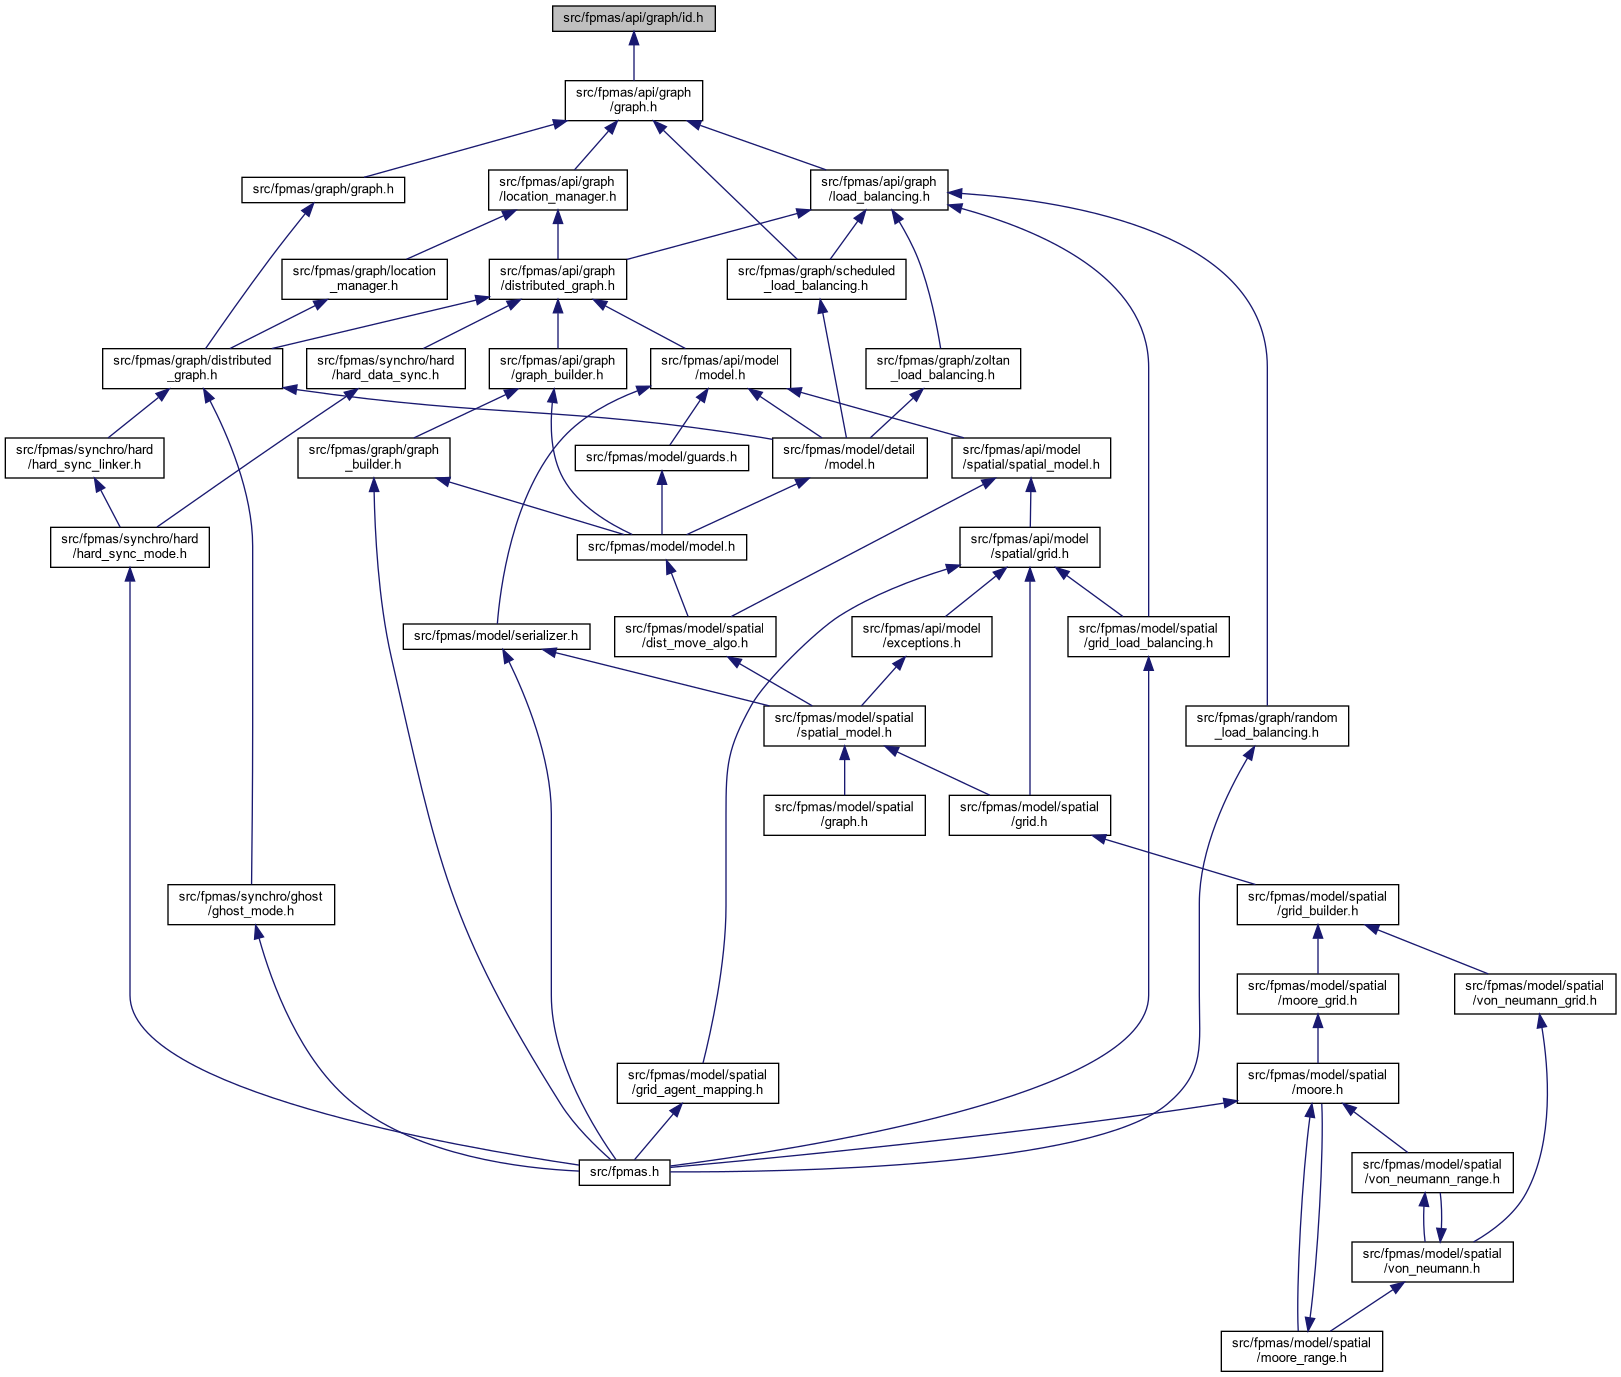 src/fpmas/api/graph/id.h
src/fpmas/api/graph
/graph.h
src/fpmas/graph/graph.h
src/fpmas/api/graph
/location_manager.h
src/fpmas/api/graph
/load_balancing.h
src/fpmas/graph/location
_manager.h
src/fpmas/api/graph
/distributed_graph.h
src/fpmas/graph/scheduled
_load_balancing.h
src/fpmas/graph/distributed
_graph.h
src/fpmas/synchro/hard
/hard_data_sync.h
src/fpmas/api/graph
/graph_builder.h
src/fpmas/api/model
/model.h
src/fpmas/graph/zoltan
_load_balancing.h
src/fpmas/synchro/hard
/hard_sync_linker.h
src/fpmas/graph/graph
_builder.h
src/fpmas/model/guards.h
src/fpmas/model/detail
/model.h
src/fpmas/api/model
/spatial/spatial_model.h
src/fpmas/synchro/hard
/hard_sync_mode.h
src/fpmas/model/model.h
src/fpmas/api/model
/spatial/grid.h
src/fpmas/model/serializer.h
src/fpmas/model/spatial
/dist_move_algo.h
src/fpmas/api/model
/exceptions.h
src/fpmas/model/spatial
/grid_load_balancing.h
src/fpmas/model/spatial
/spatial_model.h
src/fpmas/graph/random
_load_balancing.h
src/fpmas/model/spatial
/graph.h
src/fpmas/model/spatial
/grid.h
src/fpmas/synchro/ghost
/ghost_mode.h
src/fpmas/model/spatial
/grid_builder.h
src/fpmas/model/spatial
/moore_grid.h
src/fpmas/model/spatial
/von_neumann_grid.h
src/fpmas/model/spatial
/grid_agent_mapping.h
src/fpmas/model/spatial
/moore.h
src/fpmas.h
src/fpmas/model/spatial
/von_neumann_range.h
src/fpmas/model/spatial
/von_neumann.h
src/fpmas/model/spatial
/moore_range.h